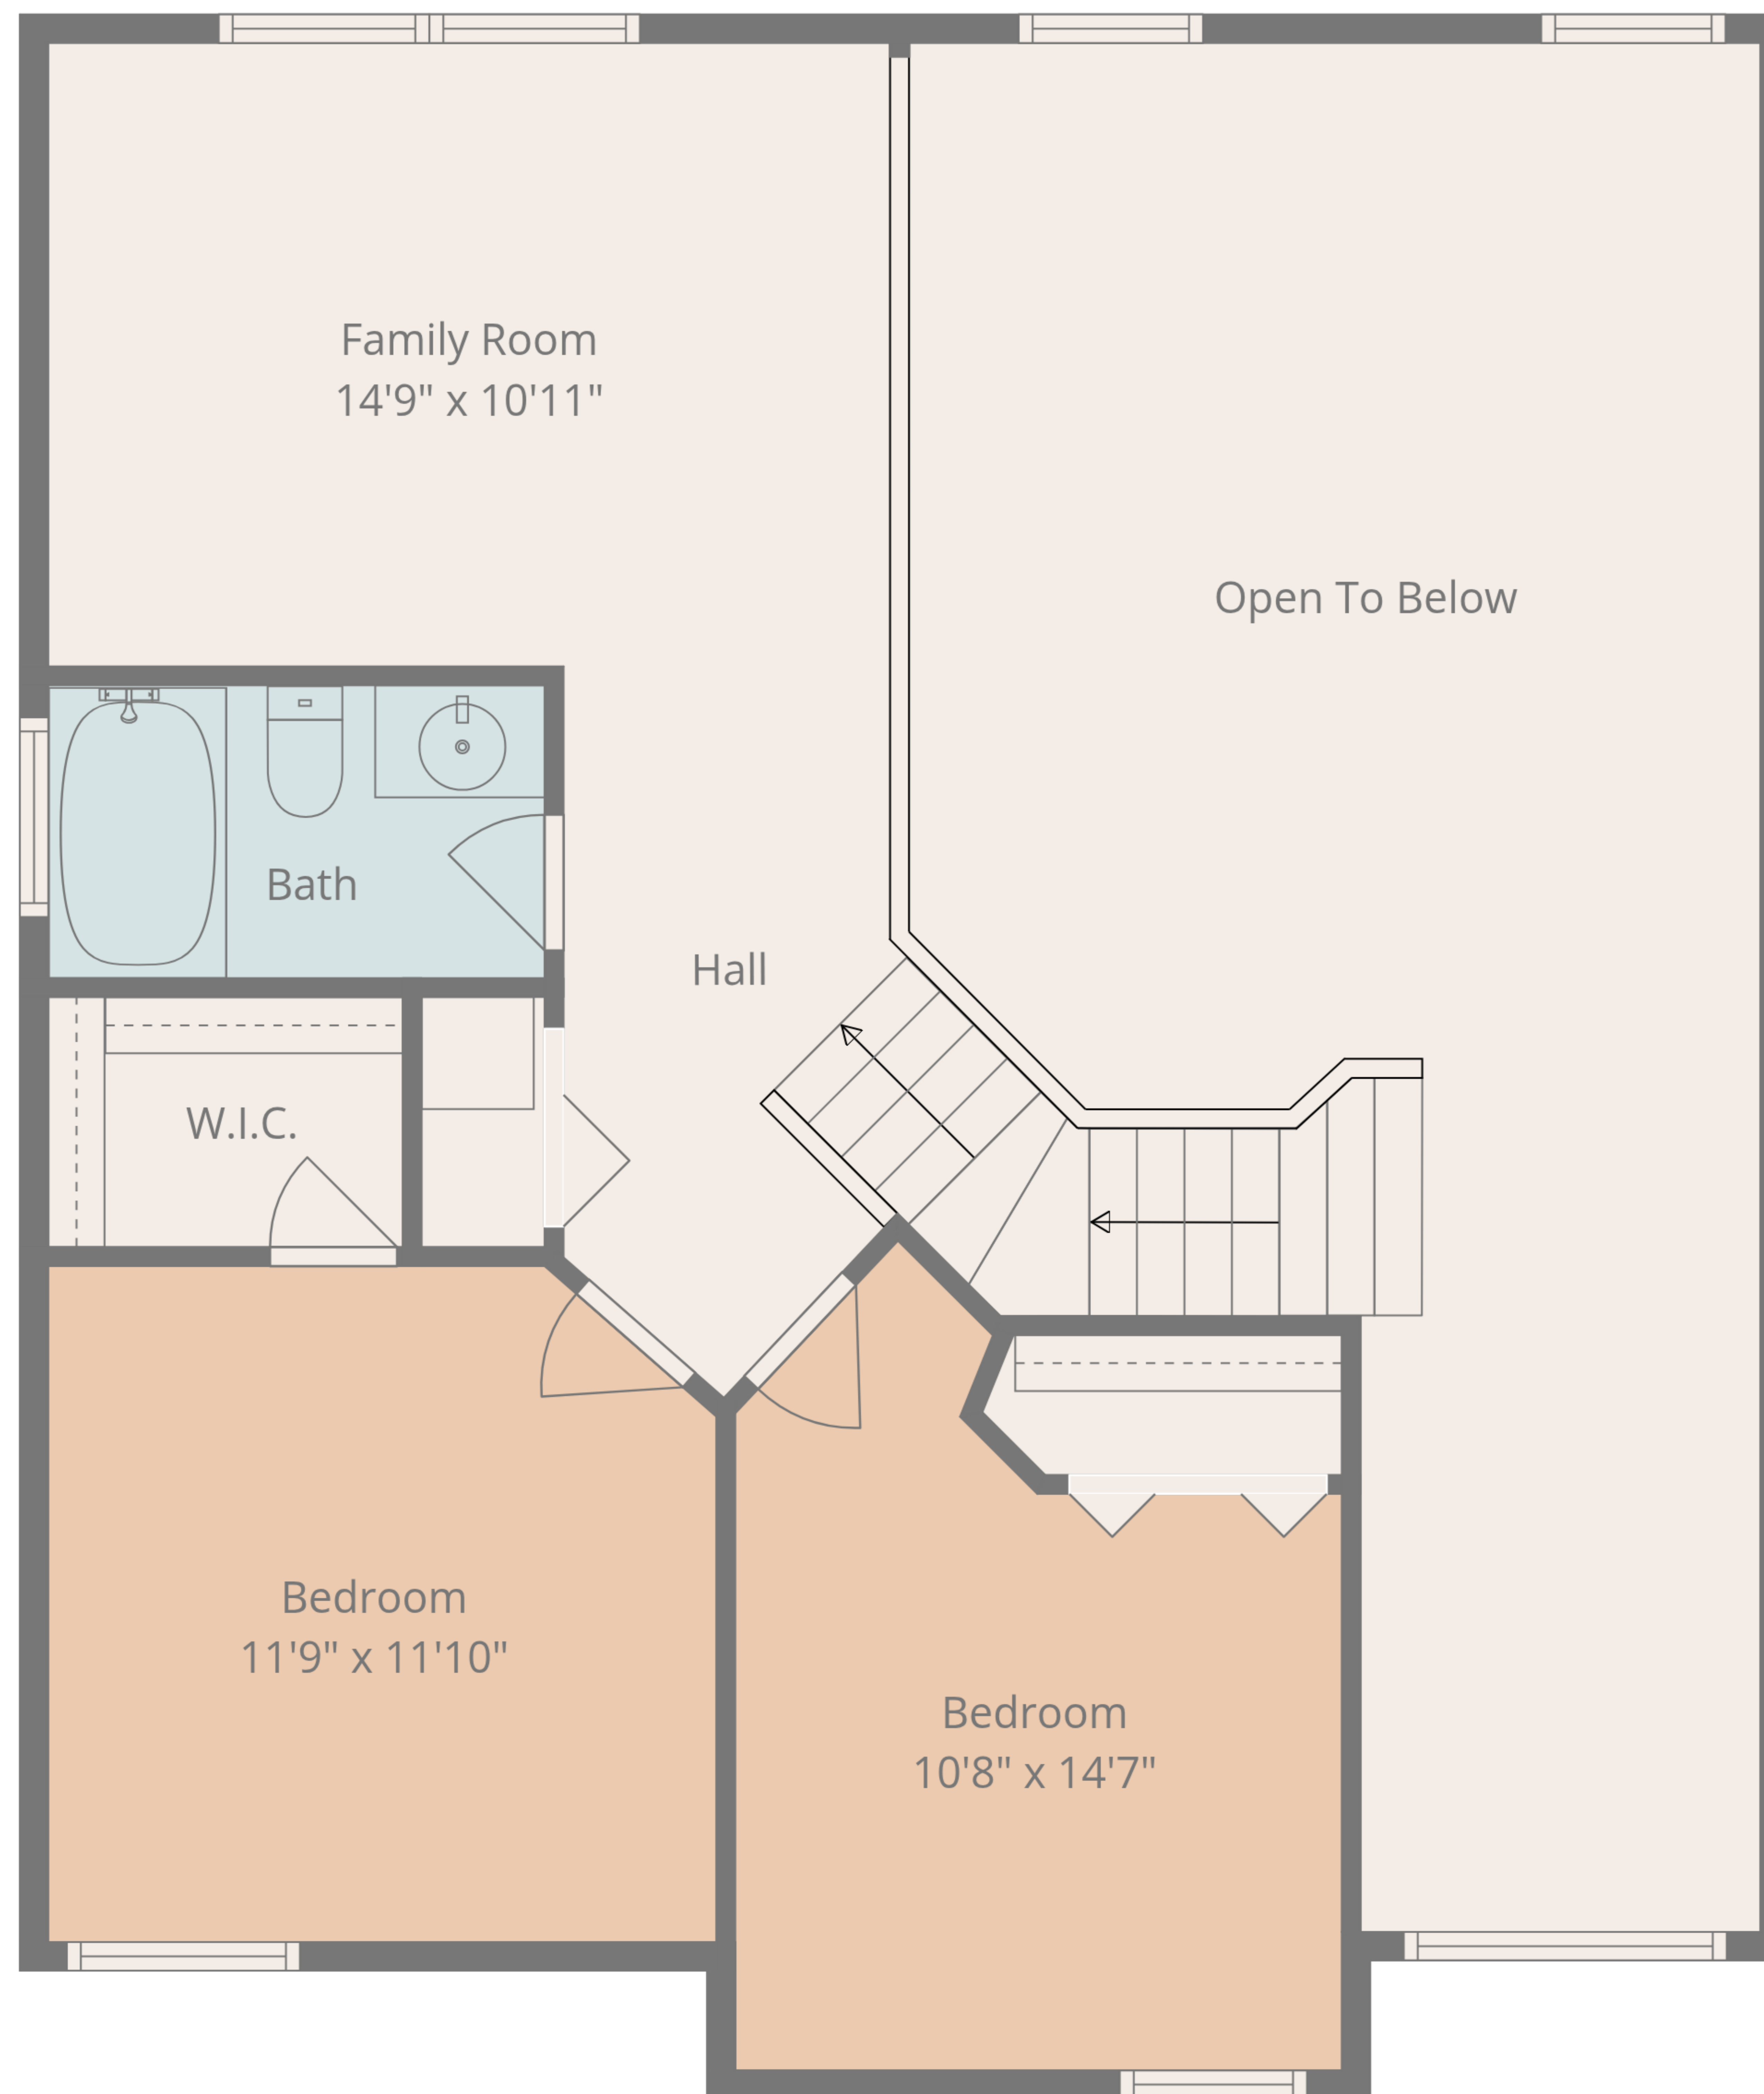 Family Room
14'9" x 10'11"
Open To Below
Bath
Hall
W.I.C.
Bedroom
11'9" x 11'10"
Bedroom
10'8" x 14'7"